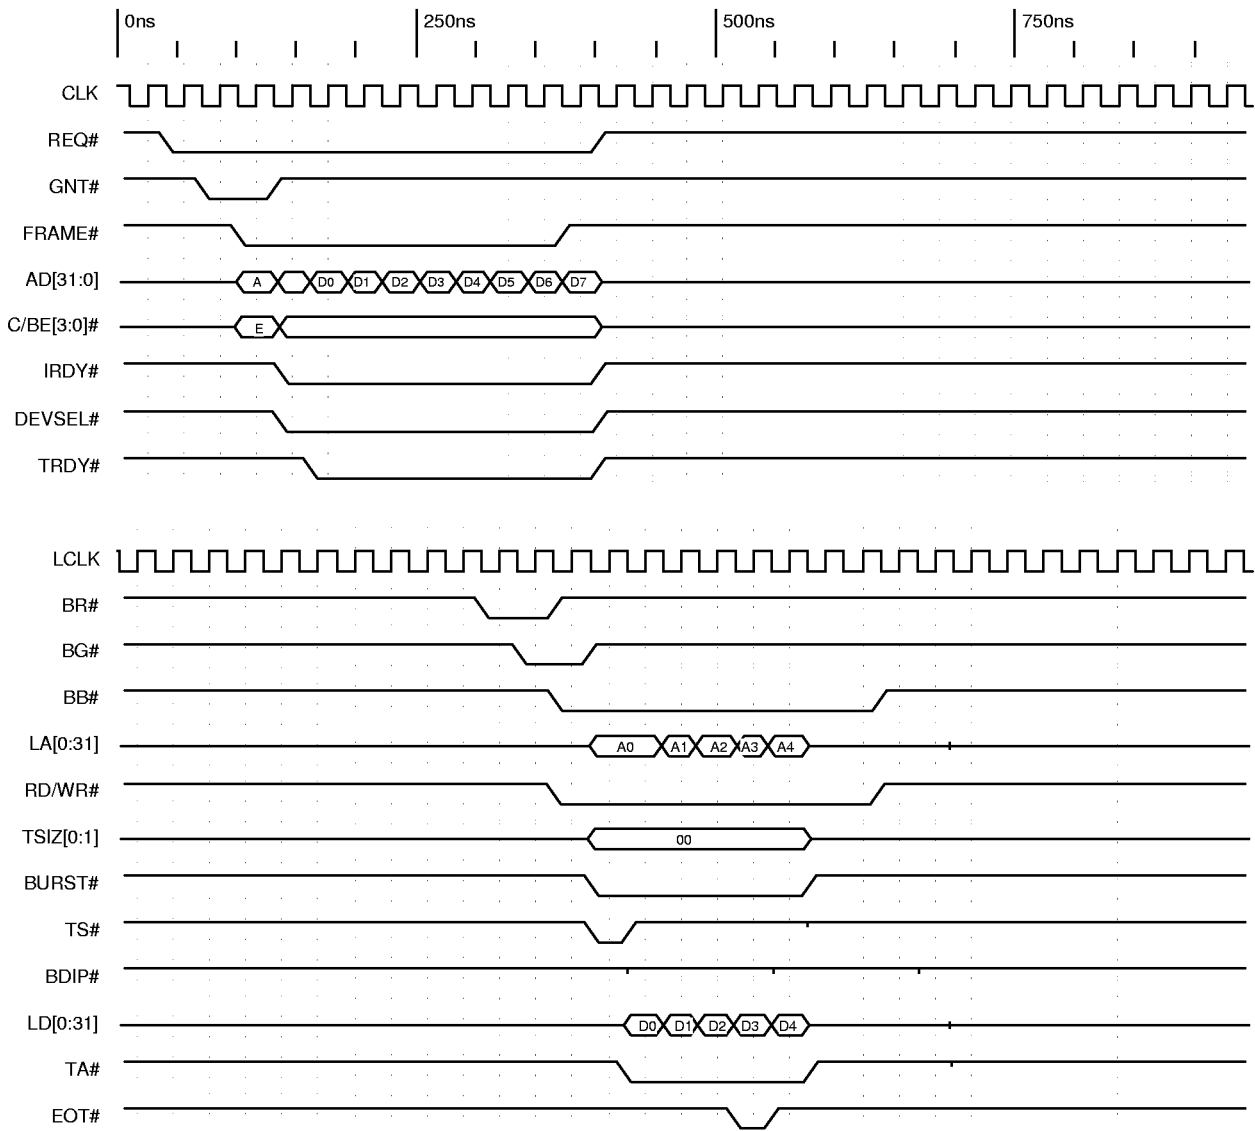 0ns 250ns 500ns 750ns
CLK
REQ#
GNT#
FRAME#
AD[31:0] A D0 D1 D2 D3 D4 D5 D6 D7
C/BE[3:0]# E
IRDY#
DEVSEL#
TRDY#
LCLK
BR#
BG#
BB#
LA[0:31] A0 A1 A2 A3 A4
RD/WR#
TSIZ[0:1] 00
BURST#
TS#
BDIP#
LD[0:31] D0 D1 D2 D3 D4
TA#
EOT#